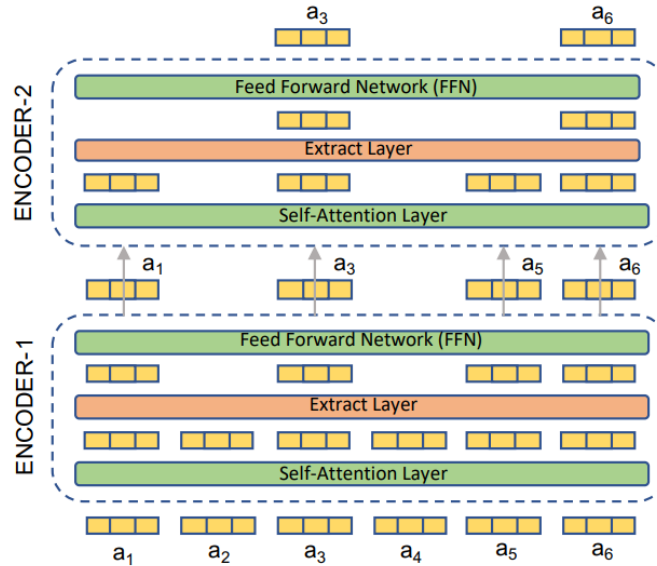 a3 a6
ENCODER-2
Feed Forward Network (FFN)
Extract Layer
Self-Attention Layer
a1 a3 a5 a6
ENCODER-1
Feed Forward Network (FFN)
Extract Layer
Self-Attention Layer
a1 a2 a3 a4 a5 a6